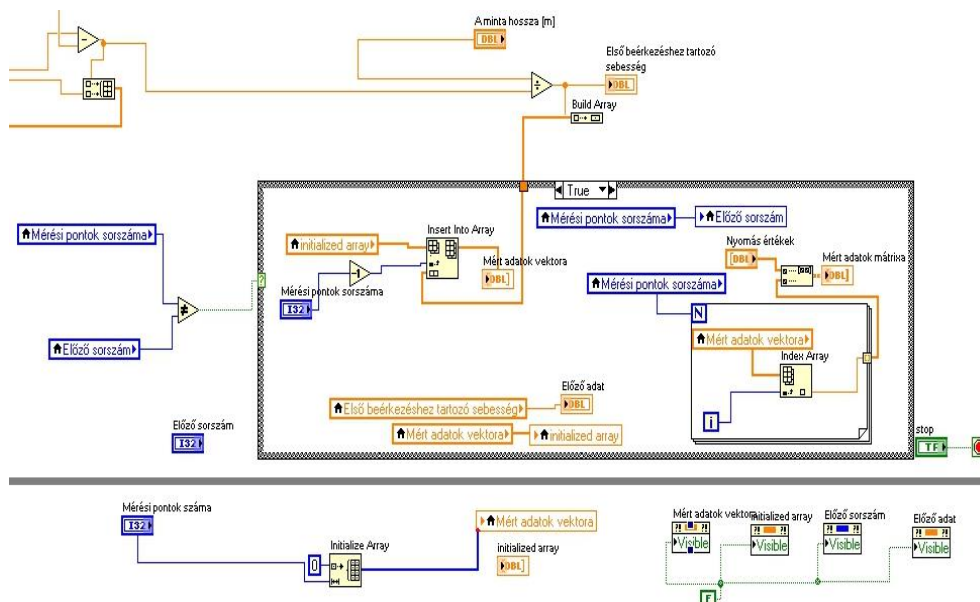 A minta hossza [m]
DBL
Első beérkezéshez tartozó
sebesség
DBL
Build Array
True
Mérési pontok sorszáma
Előző sorszám
Mérési pontok sorszáma
Insert Into Array
initialized array
Nyomás értékek
DBL
Mért adatok mátrixa
DBL
Mért adatok vektora
DBL
-1
Mérési pontok sorszáma
I32
Mérési pontok sorszáma
N
Előző sorszám
Mért adatok vektora
Index Array
Előző adat
Első beérkezéshez tartozó sebesség
DBL
i
Előző sorszám
I32
Mért adatok vektora
initialized array
stop
TF
Mérési pontok száma
I32
Mért adatok vektora
Initialize Array
0
initialized array
DBL
Mért adatok vektora
initialized array
Előző sorszám
Előző adat
Visible
Visible
Visible
Visible
F